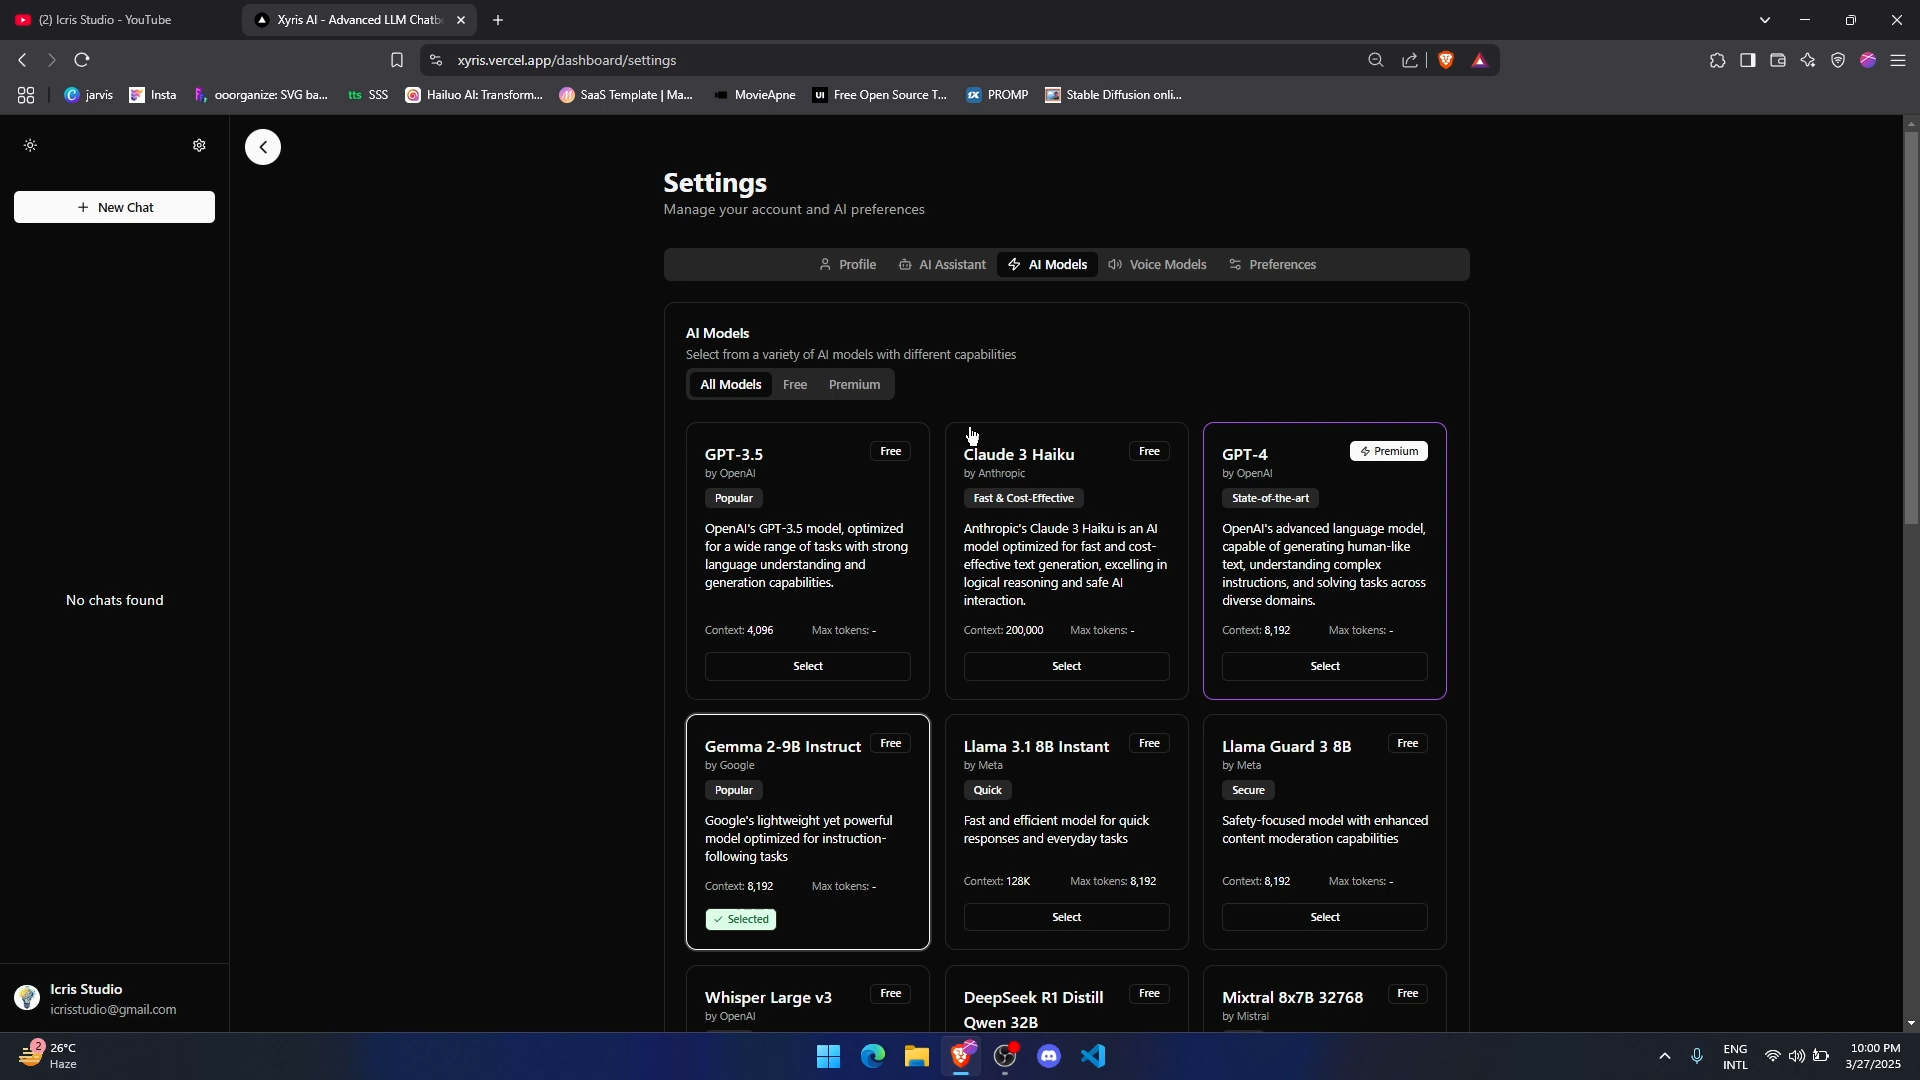 (2) Icris Studio - YouTube
Xyris AI - Advanced LLM Chatb
xyris.vercel.app/dashboard/settings
jarvis
Insta
ooorganize: SVG ba...
tts SSS
Hailuo AI: Transform...
SaaS Template | Ma...
MovieApne
UI Free Open Source T...
PROMP
Stable Diffusion onli...
New Chat
No chats found
Icris Studio
icrisstudio@gmail.com
Settings
Manage your account and AI preferences
Profile
AI Assistant
AI Models
Voice Models
Preferences
AI Models
Select from a variety of AI models with different capabilities
All Models
Free
Premium
GPT-3.5
Free
by OpenAI
Popular
OpenAI's GPT-3.5 model, optimized
for a wide range of tasks with strong
language understanding and
generation capabilities.
Context: 4,096
Max tokens: -
Select
Claude 3 Haiku
Free
by Anthropic
Fast & Cost-Effective
Anthropic's Claude 3 Haiku is an AI
model optimized for fast and cost-
effective text generation, excelling in
logical reasoning and safe AI
interaction.
Context: 200,000
Max tokens: -
Select
GPT-4
Premium
by OpenAI
State-of-the-art
OpenAI's advanced language model,
capable of generating human-like
text, understanding complex
instructions, and solving tasks across
diverse domains.
Context: 8,192
Max tokens: -
Select
Gemma 2-9B Instruct
Free
by Google
Popular
Google's lightweight yet powerful
model optimized for instruction-
following tasks
Context: 8,192
Max tokens: -
Selected
Llama 3.1 8B Instant
Free
by Meta
Quick
Fast and efficient model for quick
responses and everyday tasks
Context: 128K
Max tokens: 8,192
Select
Llama Guard 3 8B
Free
by Meta
Secure
Safety-focused model with enhanced
content moderation capabilities
Context: 8,192
Max tokens: -
Select
Whisper Large v3
Free
by OpenAI
DeepSeek R1 Distill
Qwen 32B
Free
Mixtral 8x7B 32768
Free
by Mistral
2
26°C
Haze
ENG
INTL
10:00 PM
3/27/2025